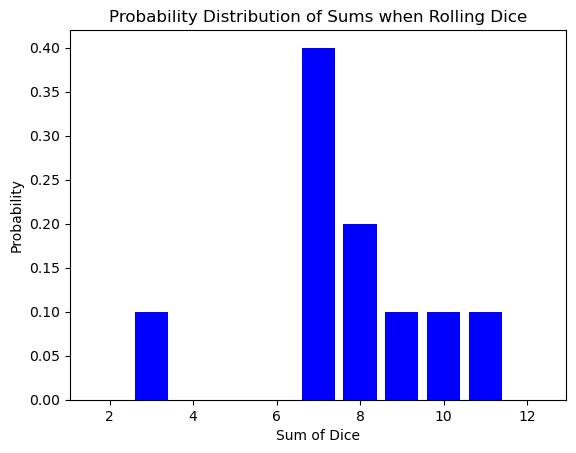 Probability Distribution of Sums when Rolling Dice
0.40
0.35
0.30
0.25
0.20
0.15
0.10
0.05
0.00
Probability
2 4 6 8 10 12
Sum of Dice